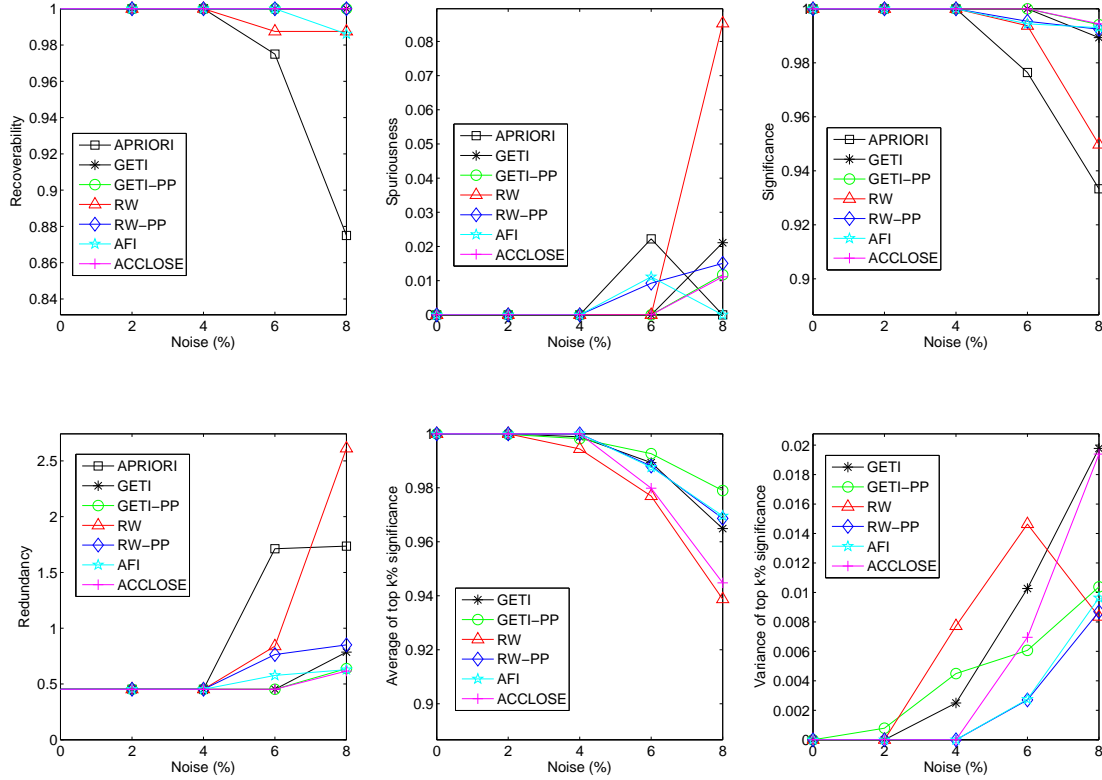 1
0.98
0.96
0.94
0.92
0.9
0.88
0.86
0.84
0 2 4 6 8
Noise (%)
Recoverability
APRIORI
GETI
GETI−PP
RW
RW−PP
AFI
ACCLOSE
0.08
0.07
0.06
0.05
0.04
0.03
0.02
0.01
0
0 2 4 6 8
Noise (%)
Spuriousness
APRIORI
GETI
GETI−PP
RW
RW−PP
AFI
ACCLOSE
1
0.98
0.96
0.94
0.92
0.9
0 2 4 6 8
Noise (%)
Significance
APRIORI
GETI
GETI−PP
RW
RW−PP
AFI
ACCLOSE
2.5
2
1.5
1
0.5
0
0 2 4 6 8
Noise (%)
Redundancy
APRIORI
GETI
GETI−PP
RW
RW−PP
AFI
ACCLOSE
1
0.98
0.96
0.94
0.92
0.9
0 2 4 6 8
Noise (%)
Average of top k% significance
GETI
GETI−PP
RW
RW−PP
AFI
ACCLOSE
0.02
0.018
0.016
0.014
0.012
0.01
0.008
0.006
0.004
0.002
0
0 2 4 6 8
Noise (%)
Variance of top k% significance
GETI
GETI−PP
RW
RW−PP
AFI
ACCLOSE